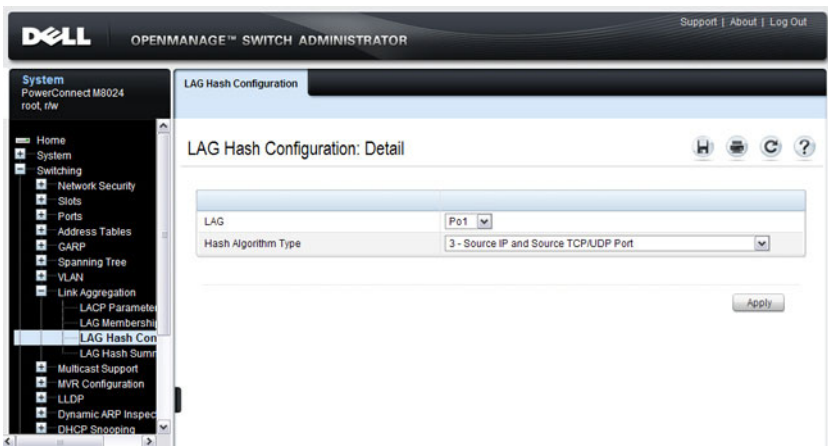 Support | About | Log Out
DELL
OPENMANAGE™ SWITCH ADMINISTRATOR
System
PowerConnect M8024
root, r/w
LAG Hash Configuration
Home
System
Switching
Network Security
Slots
Ports
Address Tables
GARP
Spanning Tree
VLAN
Link Aggregation
LACP Paramete
LAG Membershi
LAG Hash Con
LAG Hash Sum
Multicast Support
MVR Configuration
LLDP
Dynamic ARP Inspec
DHCP Snooping
LAG Hash Configuration: Detail
LAG
Po1
Hash Algorithm Type
3 - Source IP and Source TCP/UDP Port
Apply